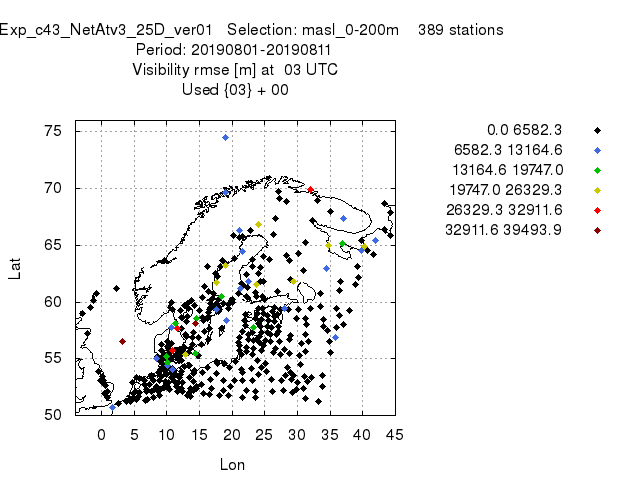 Exp_c43_NetAtv3_25D_ver01 Selection: masl_0-200m 389 stations
Period: 20190801-20190811
Visibility rmse [m] at 03 UTC
Used {03} + 00
0.0 6582.3
6582.3 13164.6
13164.6 19747.0
19747.0 26329.3
26329.3 32911.6
32911.6 39493.9
75
70
65
60
55
50
Lat
0 5 10 15 20 25 30 35 40 45
Lon